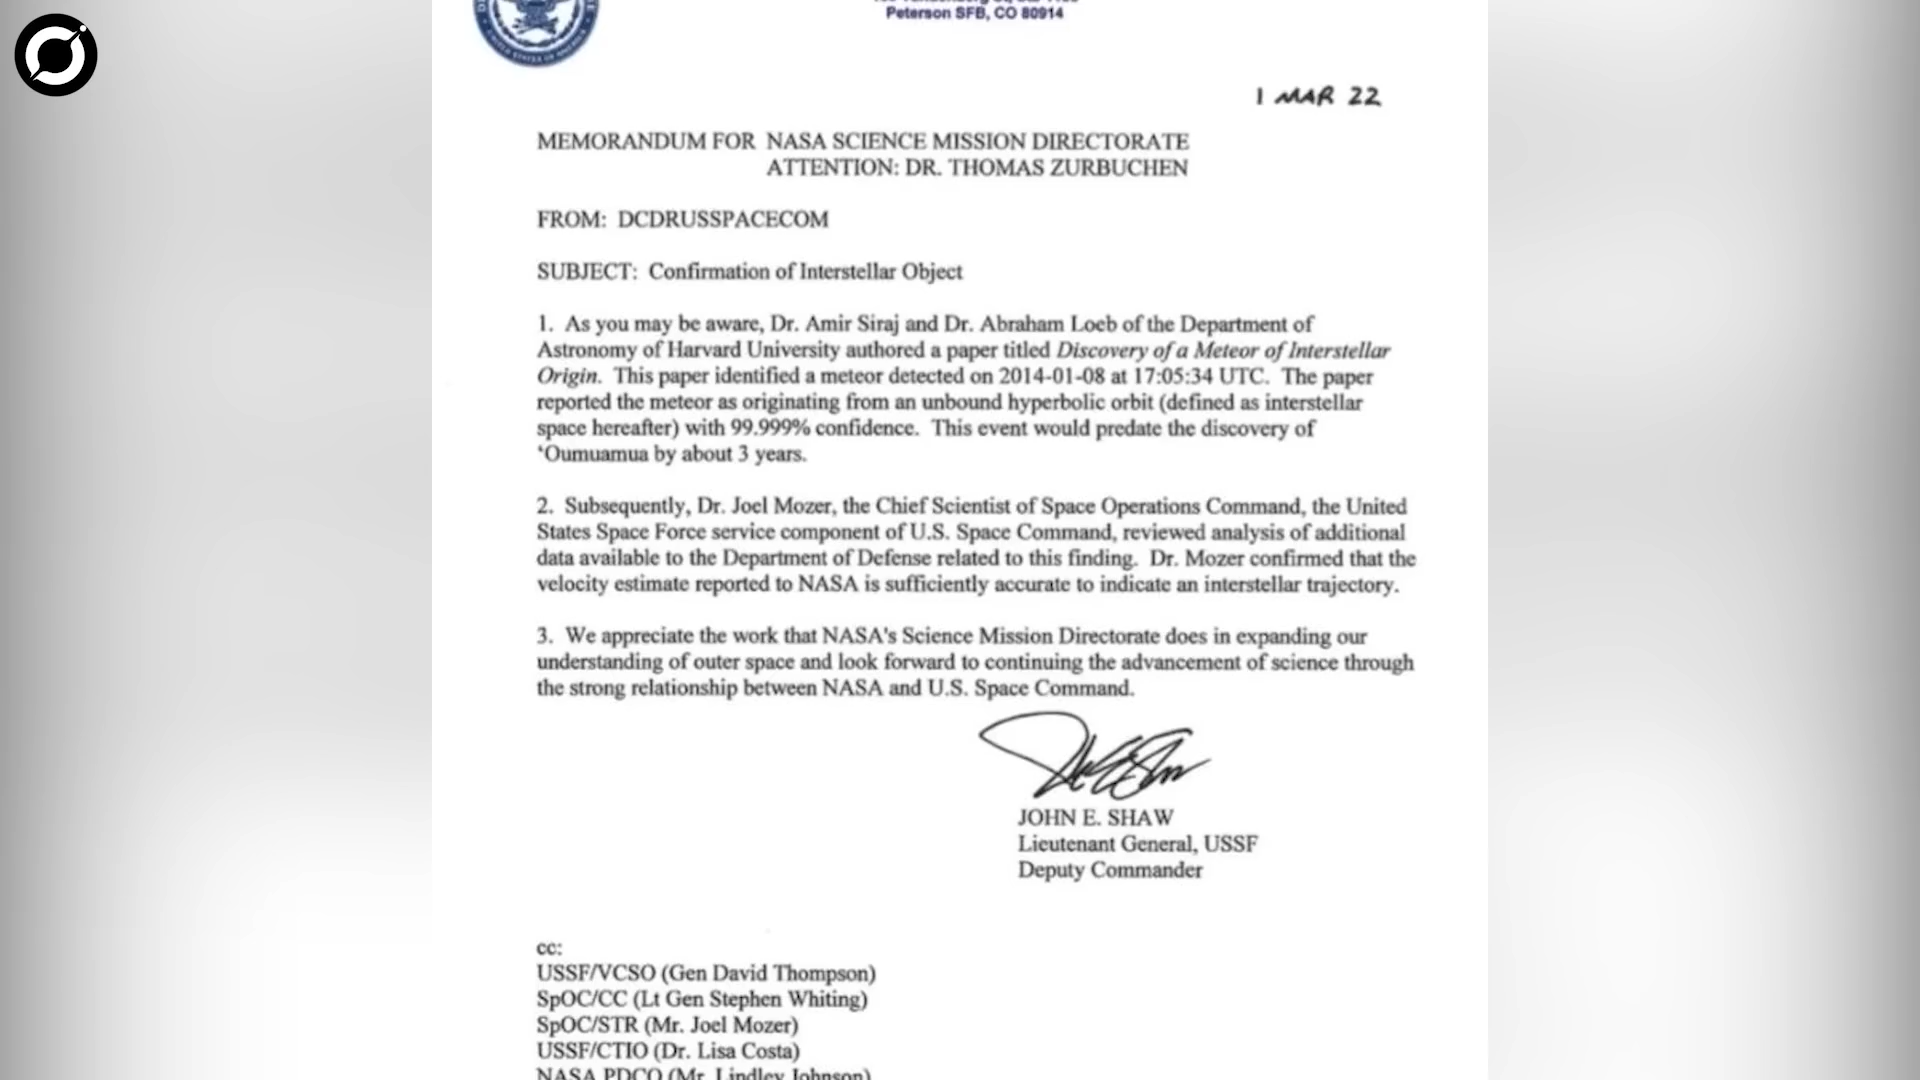 Peterson SFB, CO 80914
1 MAR 22
MEMORANDUM FOR NASA SCIENCE MISSION DIRECTORATE
ATTENTION: DR. THOMAS ZURBUCHEN
FROM: DCDRUSSPACECOM
SUBJECT: Confirmation of Interstellar Object
1. As you may be aware, Dr. Amir Siraj and Dr. Abraham Loeb of the Department of
Astronomy of Harvard University authored a paper titled Discovery of a Meteor of Interstellar
Origin. This paper identified a meteor detected on 2014-01-08 at 17:05:34 UTC. The paper
reported the meteor as originating from an unbound hyperbolic orbit (defined as interstellar
space hereafter) with 99.999% confidence. This event would predate the discovery of
‘Oumuamua by about 3 years.
2. Subsequently, Dr. Joel Mozer, the Chief Scientist of Space Operations Command, the United
States Space Force service component of U.S. Space Command, reviewed analysis of additional
data available to the Department of Defense related to this finding. Dr. Mozer confirmed that the
velocity estimate reported to NASA is sufficiently accurate to indicate an interstellar trajectory.
3. We appreciate the work that NASA's Science Mission Directorate does in expanding our
understanding of outer space and look forward to continuing the advancement of science through
the strong relationship between NASA and U.S. Space Command.
JOHN E. SHAW
Lieutenant General, USSF
Deputy Commander
cc:
USSF/VCSO (Gen David Thompson)
SpOC/CC (Lt Gen Stephen Whiting)
SpOC/STR (Mr. Joel Mozer)
USSF/CTIO (Dr. Lisa Costa)
NASA PDCO (Mr. Lindley Johnson)